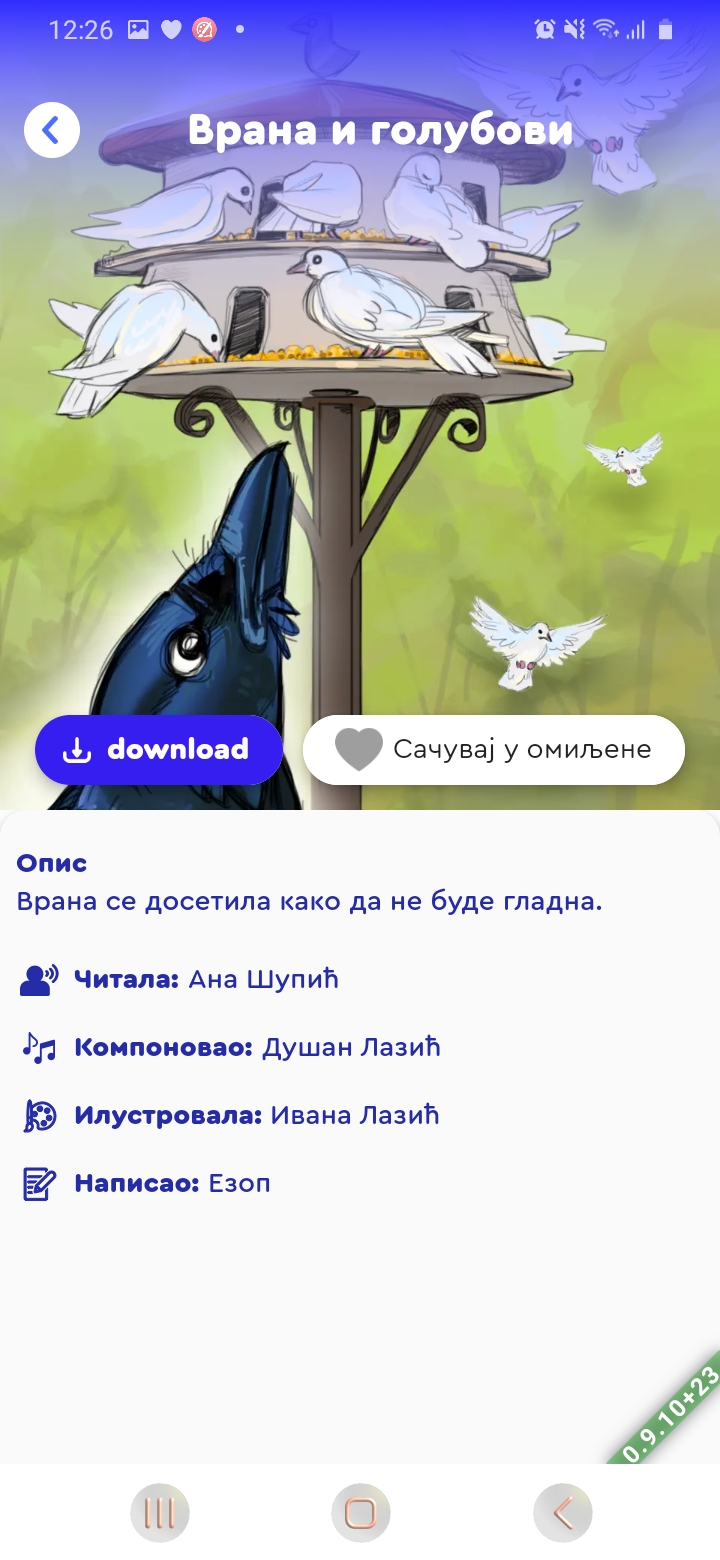 12:26
Врана и голубови
download
Сачувај у омиљене
Опис
Врана се досетила како да не буде гладна.
Читала: Ана Шупић
Компоновао: Душан Лазић
Илустровала: Ивана Лазић
Написао: Езоп
0.9.10+23